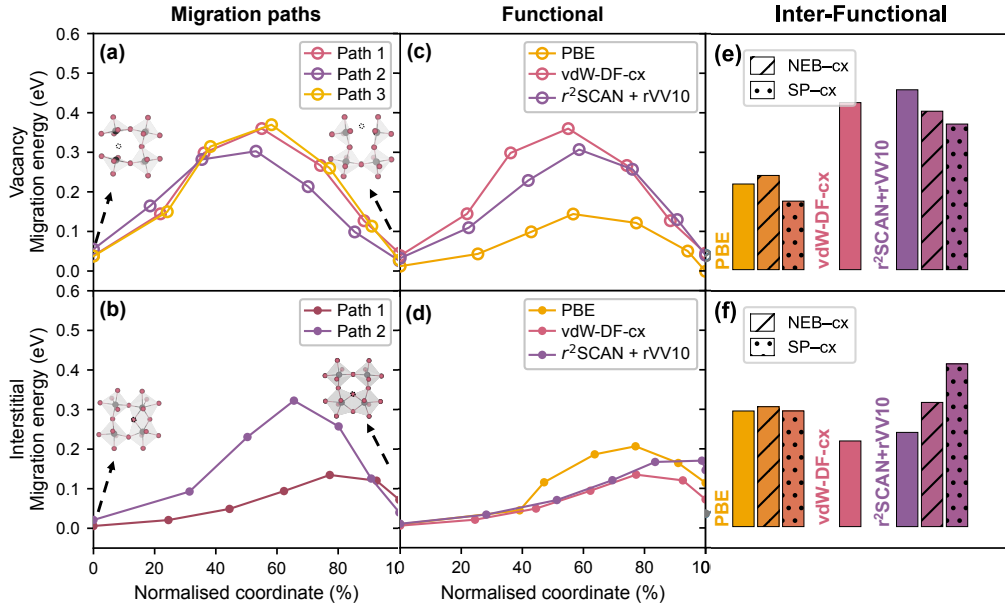 Migration paths
Functional
Inter-Functional
(a)
Path 1
Path 2
Path 3
0.6
0.5
0.4
0.3
0.2
0.1
0.0
Vacancy
Migration energy (eV)
(c)
PBE
vdW-DF-cx
r²SCAN + rVV10
(e)
NEB–cx
SP–cx
PBE
vdW-DF-cx
r²SCAN+rVV10
(b)
Path 1
Path 2
0.6
0.5
0.4
0.3
0.2
0.1
0.0
Interstitial
Migration energy (eV)
(d)
PBE
vdW-DF-cx
r²SCAN + rVV10
(f)
NEB–cx
SP–cx
PBE
vdW-DF-cx
r²SCAN+rVV10
0 20 40 60 80 10
0 20 40 60 80 10
Normalised coordinate (%)
Normalised coordinate (%)